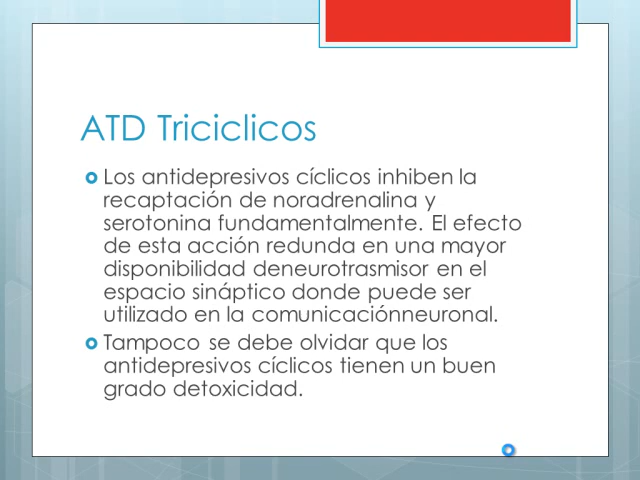 ATD Triciclicos
Los antidepresivos cíclicos inhiben la
recaptación de noradrenalina y
serotonina fundamentalmente. El efecto
de esta acción redunda en una mayor
disponibilidad deneurotrasmisor en el
espacio sináptico donde puede ser
utilizado en la comunicaciónneuronal.
Tampoco se debe olvidar que los
antidepresivos cíclicos tienen un buen
grado detoxicidad.